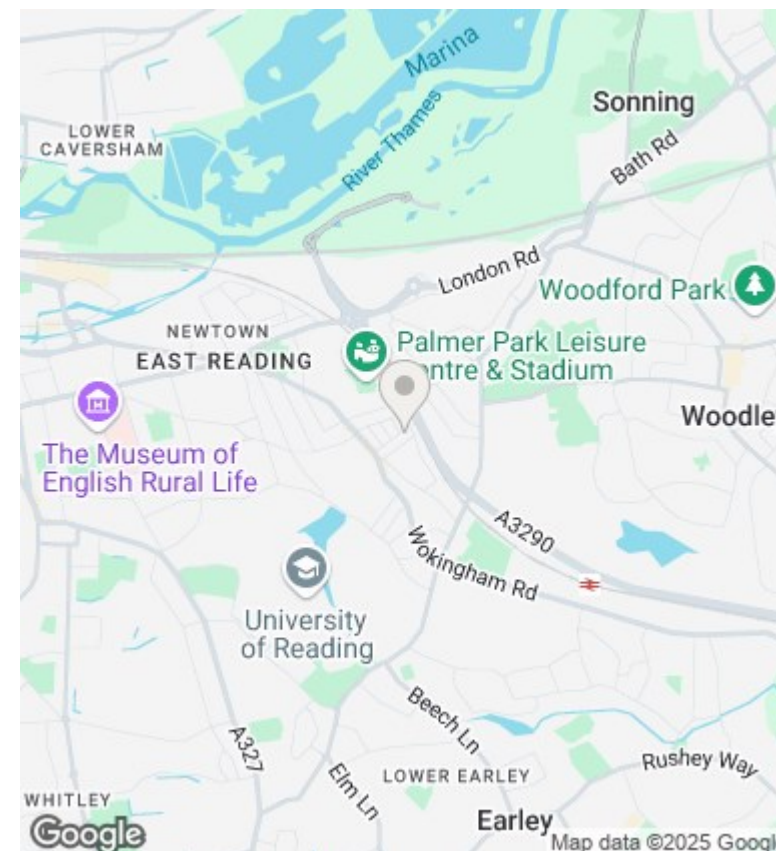 Marina
Sonning
LOWER
CAVERSHAM
River Thames
Bath Rd
London Rd
Woodford Park
NEWTOWN
EAST READING
Palmer Park Leisure
entre & Stadium
Woodle
The Museum of
English Rural Life
A3290
Wokingham Rd
University
of Reading
Beech Ln
A327
Elm Ln
LOWER EARLEY
Rushey Way
WHITLEY
Earley
Google
Map data ©2025 Googl